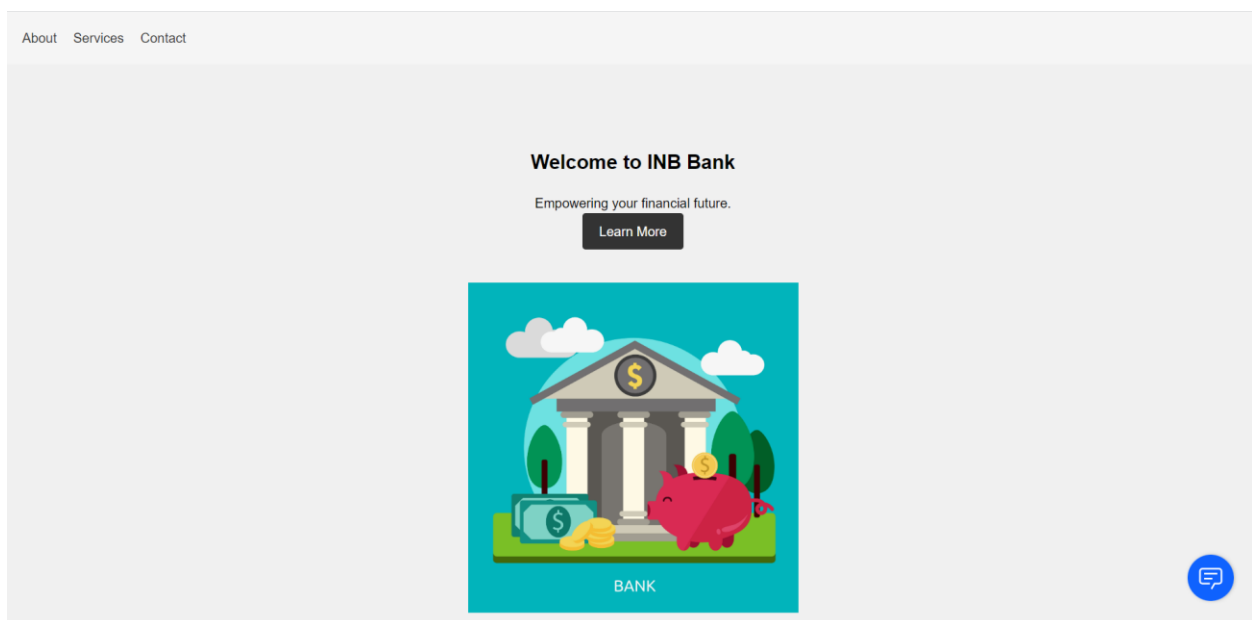 About Services Contact
Welcome to INB Bank
Empowering your financial future.
Learn More
$
$
$
BANK